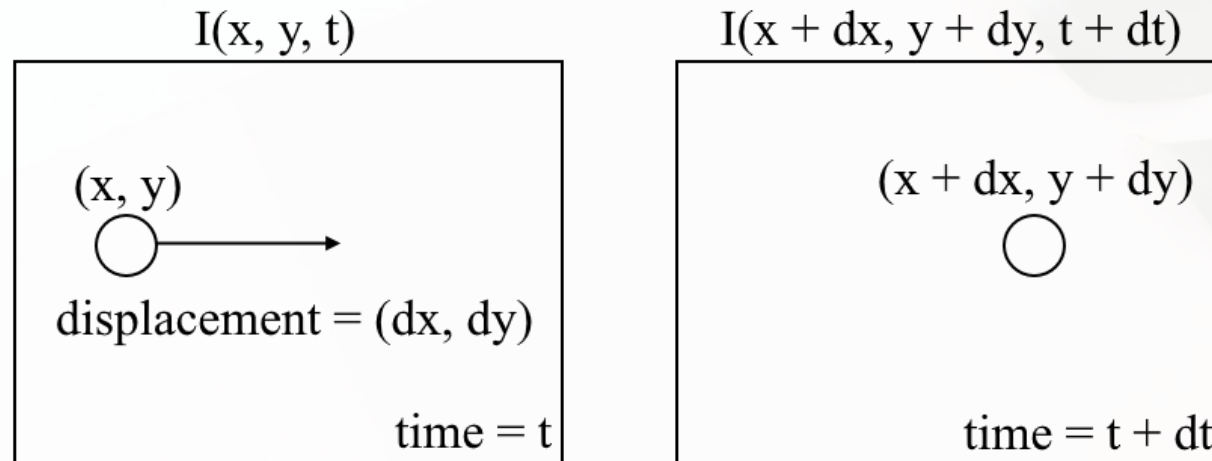 I(x, y, t)
(x, y)
displacement = (dx, dy)
time = t
I(x + dx, y + dy, t + dt)
(x + dx, y + dy)
time = t + dt